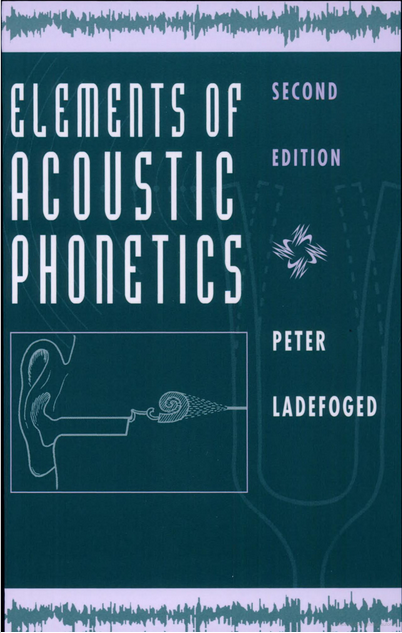 ELEMENTS OF
ACOUSTIC
PHONETICS
SECOND
EDITION
PETER
LADEFOGED